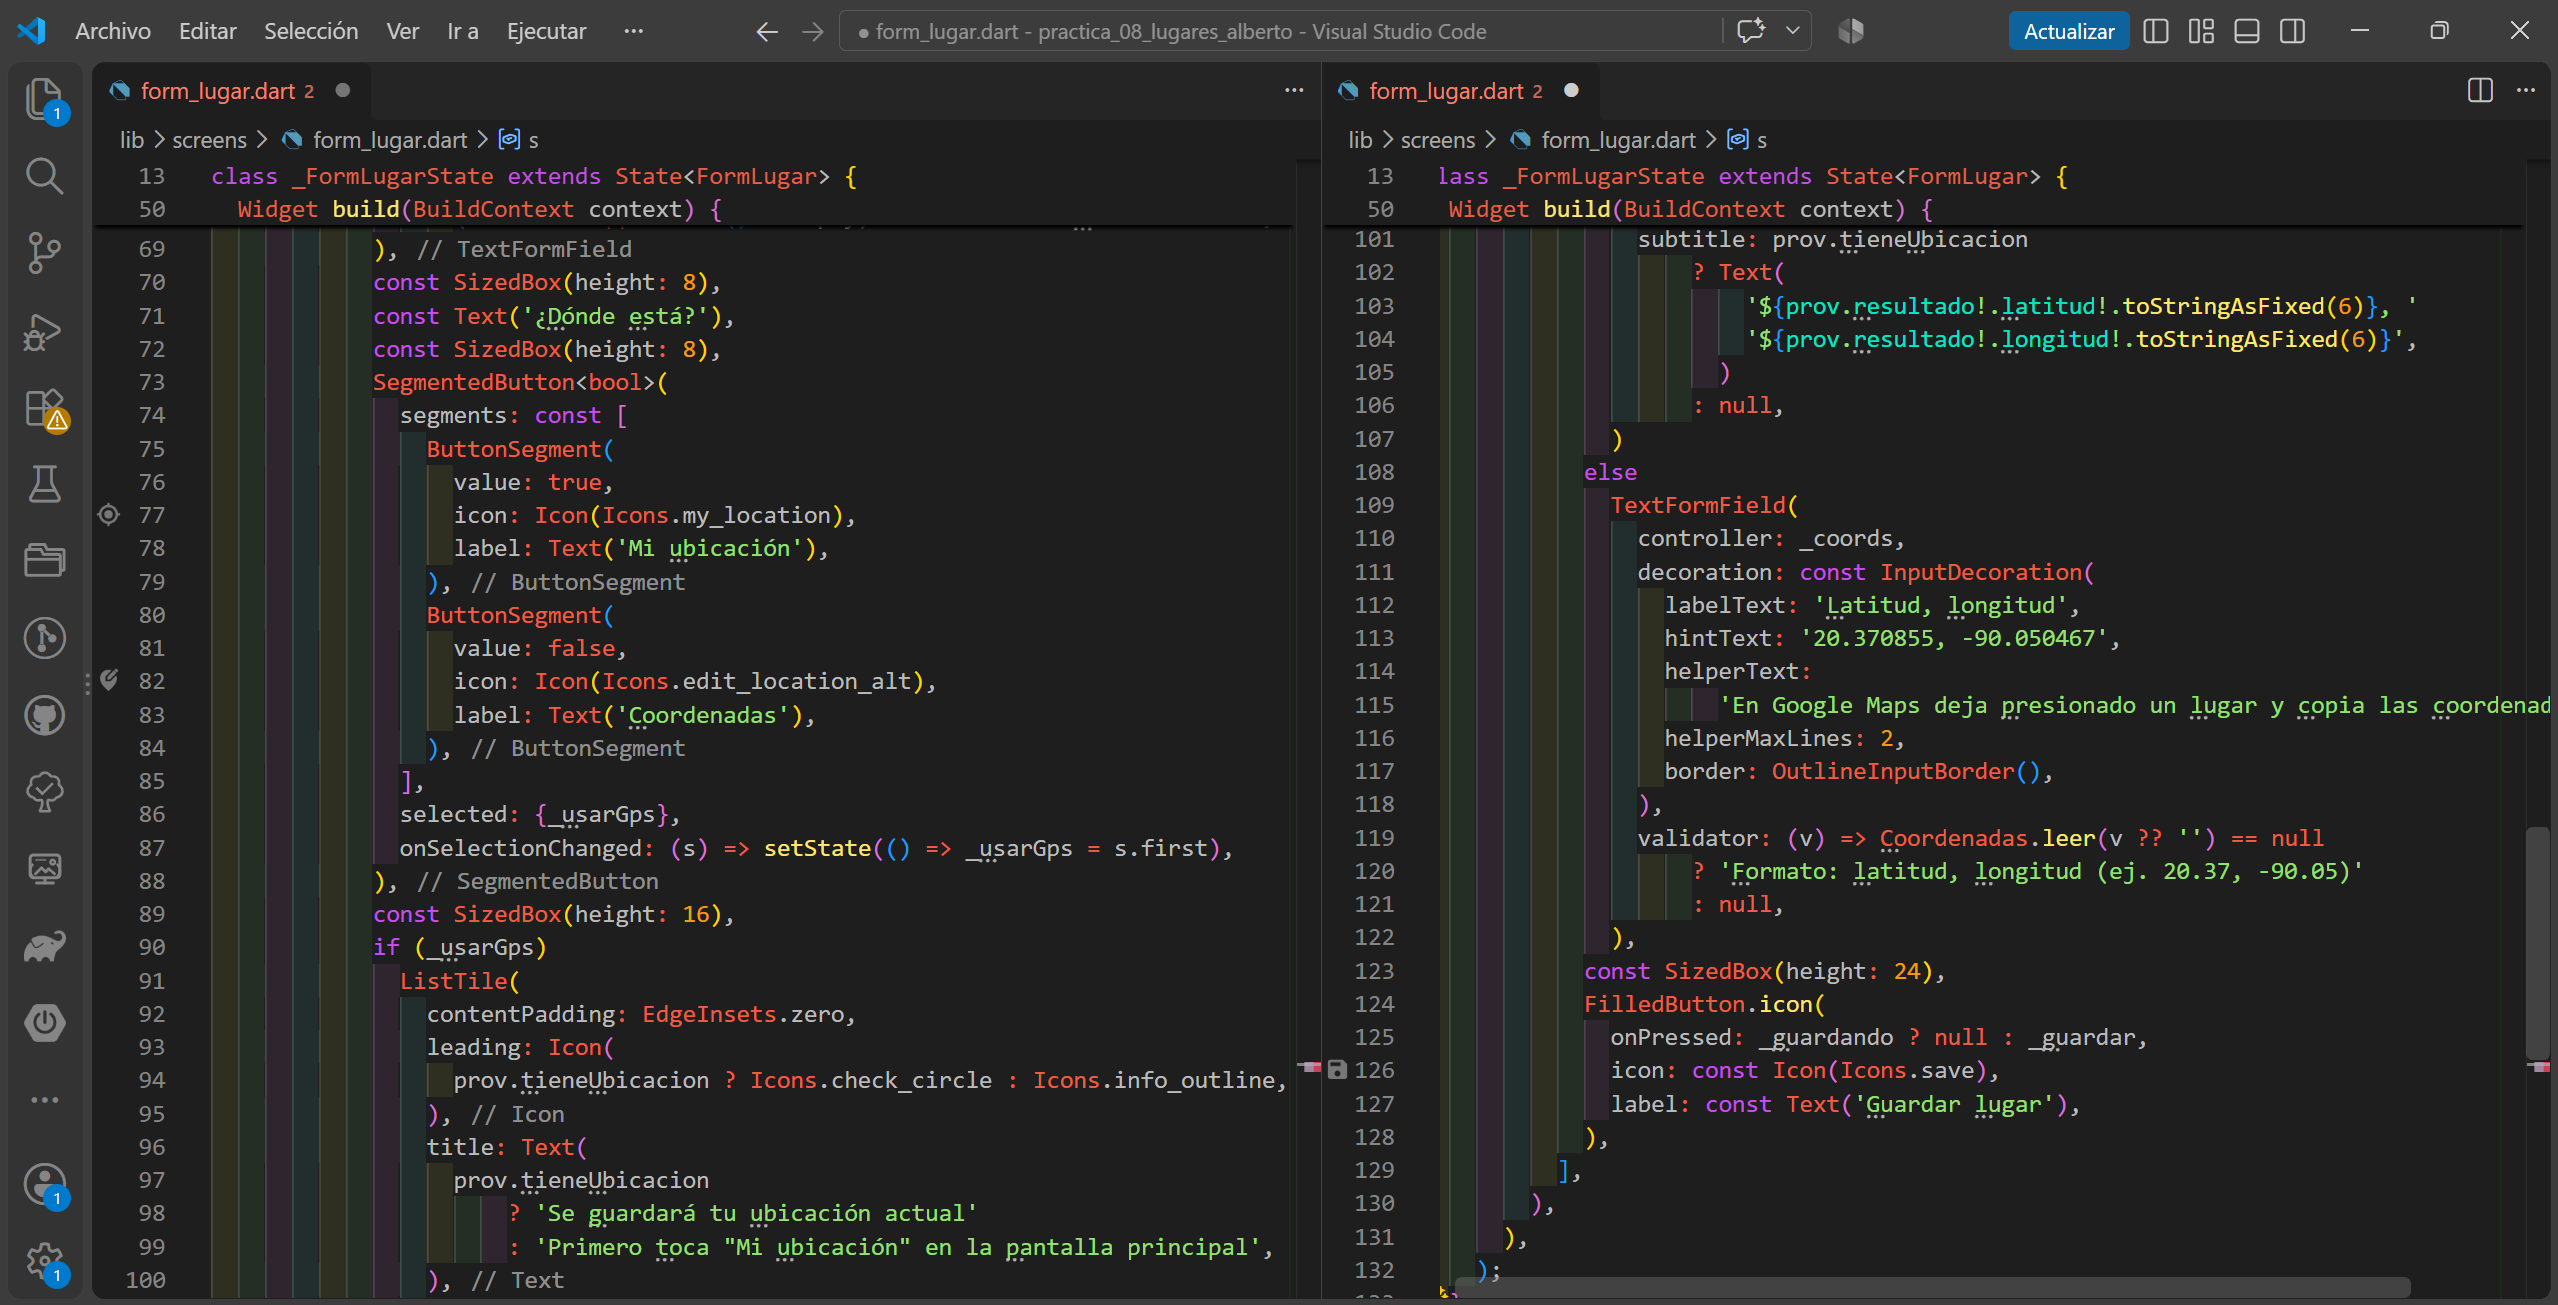 Archivo Editar Selección Ver Ir a Ejecutar ···
form_lugar.dart - practica_08_lugares_alberto - Visual Studio Code
Actualizar
form_lugar.dart 2
lib > screens > form_lugar.dart > s
13 class _FormLugarState extends State<FormLugar> {
50 Widget build(BuildContext context) {
69 ), // TextFormField
70 const SizedBox(height: 8),
71 const Text('¿Dónde está?'),
72 const SizedBox(height: 8),
73 SegmentedButton<bool>(
74 segments: const [
75 ButtonSegment(
76 value: true,
77 icon: Icon(Icons.my_location),
78 label: Text('Mi ubicación'),
79 ), // ButtonSegment
80 ButtonSegment(
81 value: false,
82 icon: Icon(Icons.edit_location_alt),
83 label: Text('Coordenadas'),
84 ), // ButtonSegment
85 ],
86 selected: {_usarGps},
87 onSelectionChanged: (s) => setState(() => _usarGps = s.first),
88 ), // SegmentedButton
89 const SizedBox(height: 16),
90 if (_usarGps)
91 ListTile(
92 contentPadding: EdgeInsets.zero,
93 leading: Icon(
94 prov.tieneUbicacion ? Icons.check_circle : Icons.info_outline,
95 ), // Icon
96 title: Text(
97 prov.tieneUbicacion
98 ? 'Se guardará tu ubicación actual'
99 : 'Primero toca "Mi ubicación" en la pantalla principal',
100 ), // Text
form_lugar.dart 2
lib > screens > form_lugar.dart > s
13 lass _FormLugarState extends State<FormLugar> {
50 Widget build(BuildContext context) {
101 subtitle: prov.tieneUbicacion
102 ? Text(
103 '${prov.resultado!.latitud!.toStringAsFixed(6)}, '
104 '${prov.resultado!.longitud!.toStringAsFixed(6)}',
105 )
106 : null,
107 )
108 else
109 TextFormField(
110 controller: _coords,
111 decoration: const InputDecoration(
112 labelText: 'Latitud, longitud',
113 hintText: '20.370855, -90.050467',
114 helperText:
115 'En Google Maps deja presionado un lugar y copia las coordenad
116 helperMaxLines: 2,
117 border: OutlineInputBorder(),
118 ),
119 validator: (v) => Coordenadas.leer(v ?? '') == null
120 ? 'Formato: latitud, longitud (ej. 20.37, -90.05)'
121 : null,
122 ),
123 const SizedBox(height: 24),
124 FilledButton.icon(
125 onPressed: _guardando ? null : _guardar,
126 icon: const Icon(Icons.save),
127 label: const Text('Guardar lugar'),
128 ),
129 ],
130 ),
131 ),
132 );
1
1
1